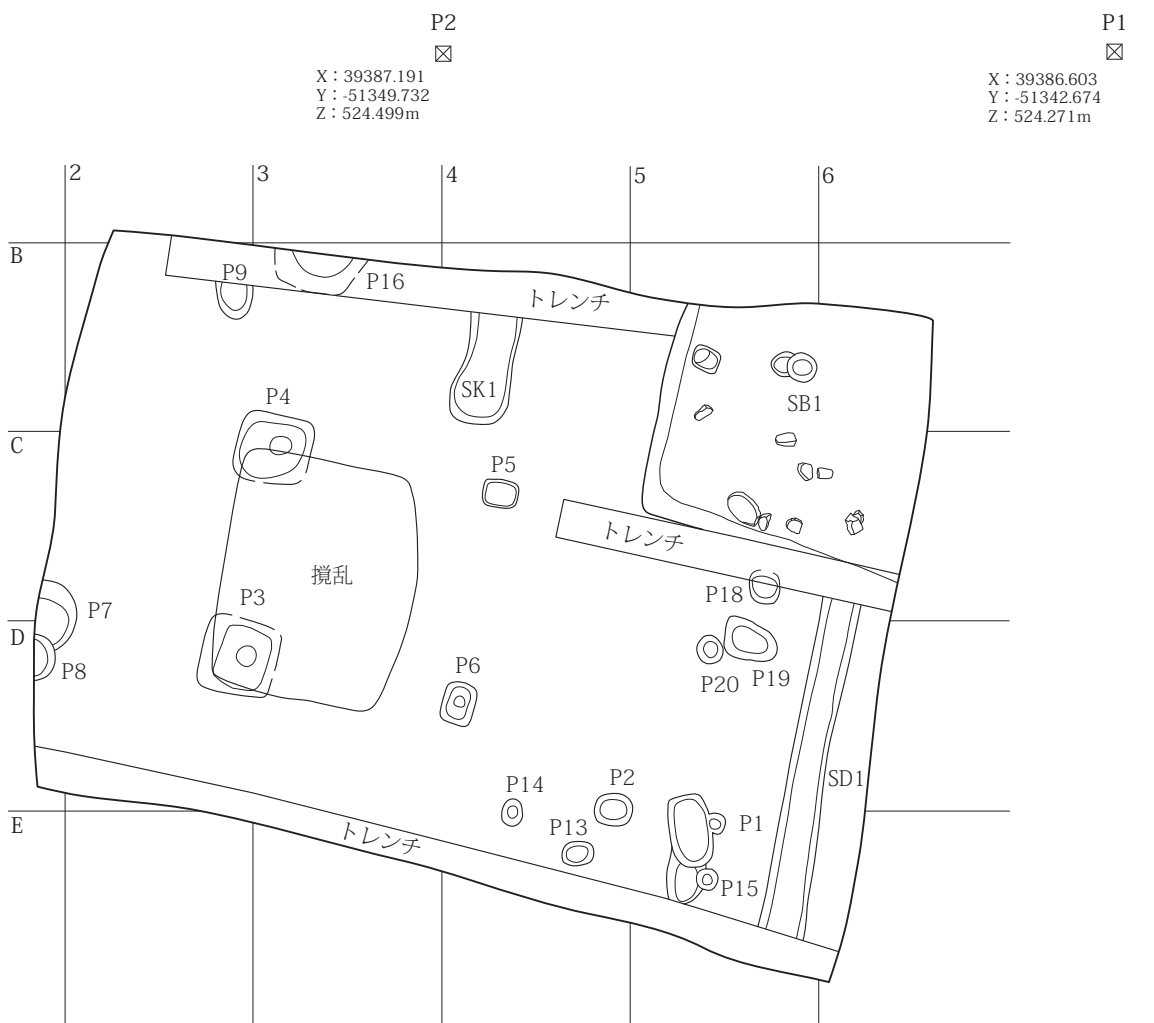 P2
P1
X：39387.191
Y：-51349.732
Z：524.499m
X：39386.603
Y：-51342.674
Z：524.271m
2
3
4
5
6
B
P9
P16
トレンチ
SK1
SB1
P4
C
P5
トレンチ
撹乱
P18
P7
P3
D
P8
P6
P20
P19
SD1
P14
P2
E
P13
P1
トレンチ
P15